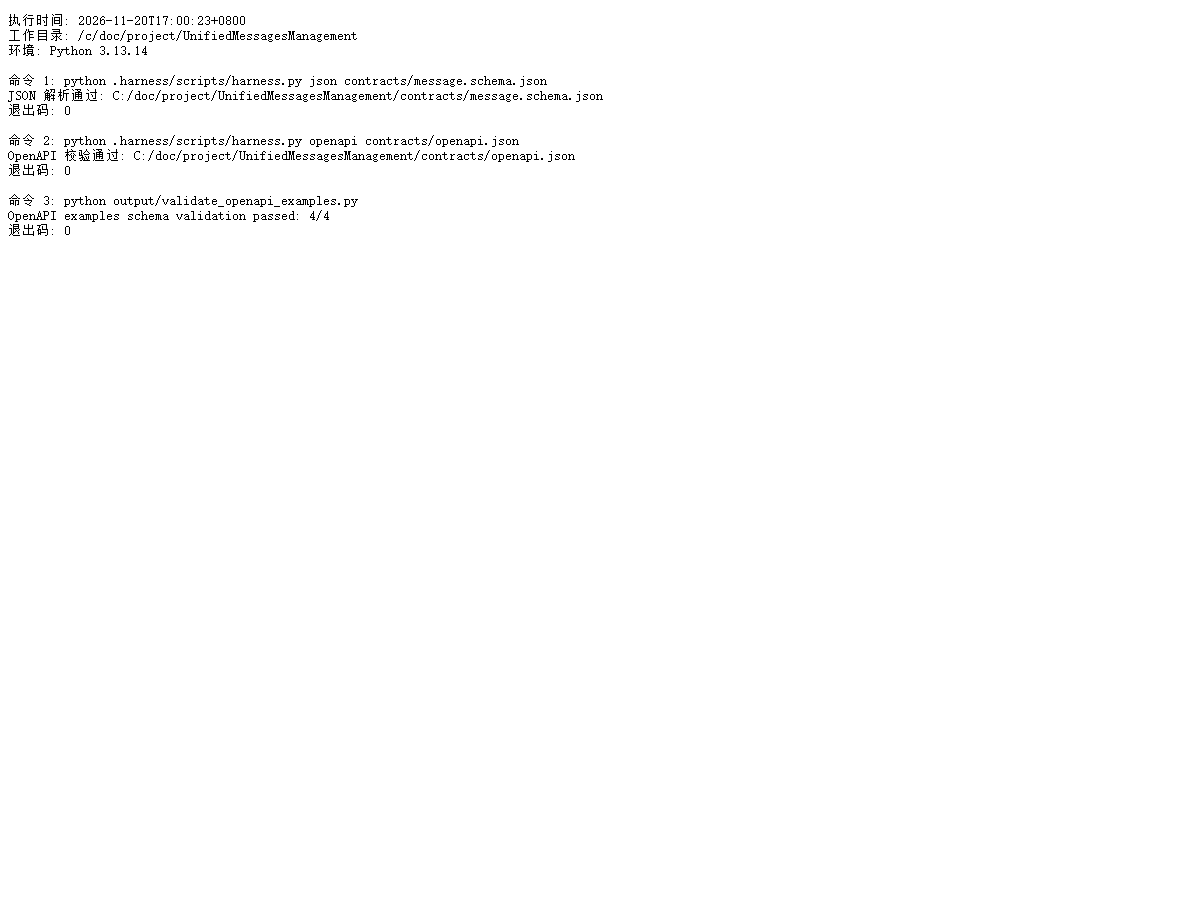 执行时间: 2026-11-20T17:00:23+0800
工作目录: /c/doc/project/UnifiedMessagesManagement
环境: Python 3.13.14
命令 1: python .harness/scripts/harness.py json contracts/message.schema.json
JSON 解析通过: C:/doc/project/UnifiedMessagesManagement/contracts/message.schema.json
退出码: 0
命令 2: python .harness/scripts/harness.py openapi contracts/openapi.json
OpenAPI 校验通过: C:/doc/project/UnifiedMessagesManagement/contracts/openapi.json
退出码: 0
命令 3: python output/validate_openapi_examples.py
OpenAPI examples schema validation passed: 4/4
退出码: 0